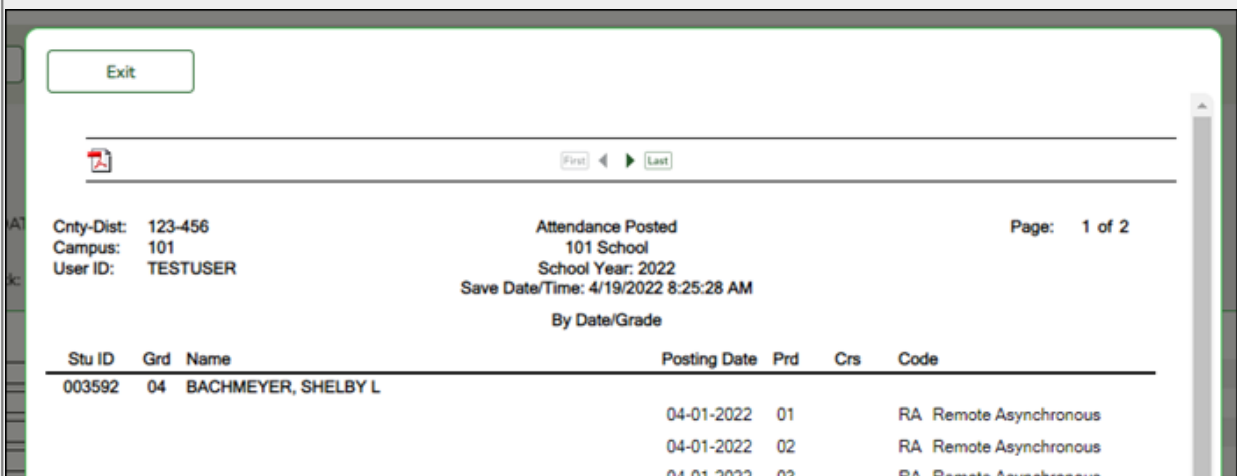 Exit
First Last
Cnty-Dist: 123-456 Attendance Posted Page: 1 of 2
Campus: 101 101 School
User ID: TESTUSER School Year: 2022
Save Date/Time: 4/19/2022 8:25:28 AM
By Date/Grade
Stu ID Grd Name Posting Date Prd Crs Code
003592 04 BACHMEYER, SHELBY L
04-01-2022 01 RA Remote Asynchronous
04-01-2022 02 RA Remote Asynchronous